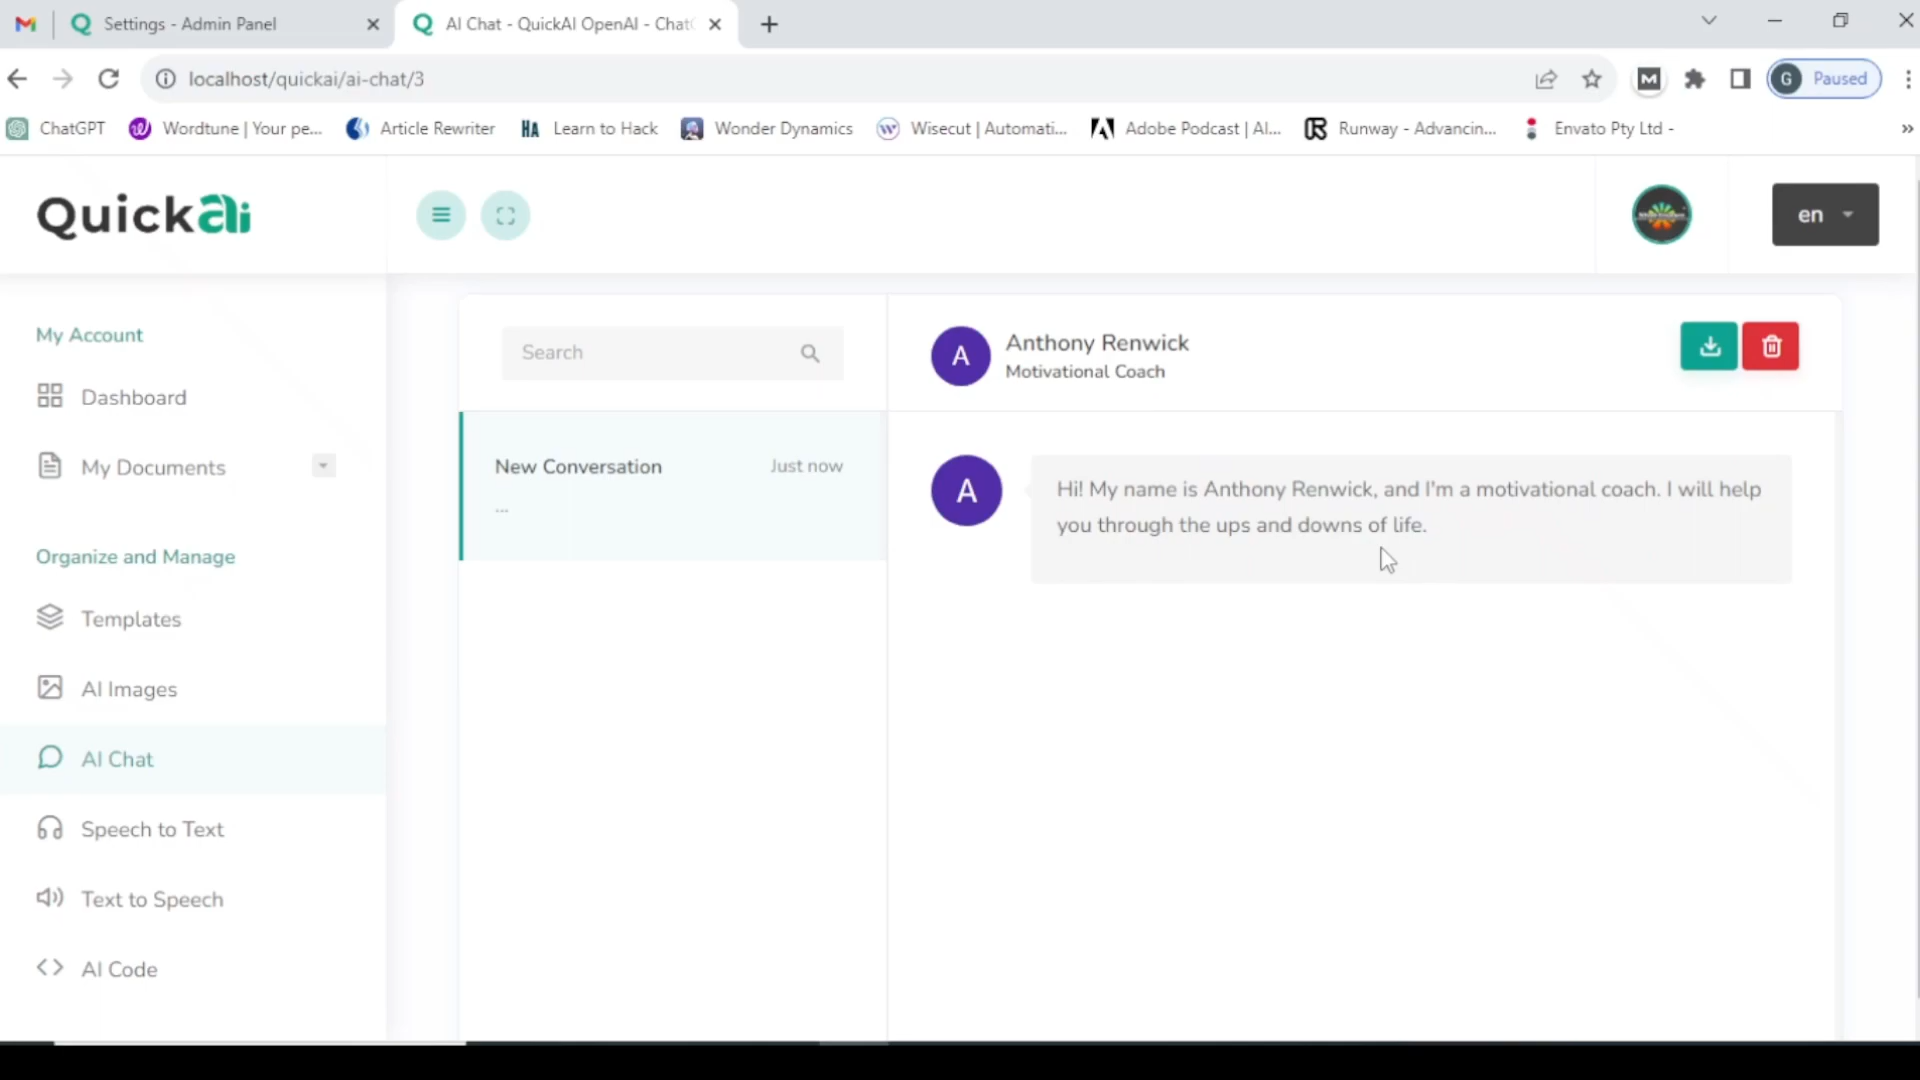 Settings - Admin Panel
AI Chat - QuickAI OpenAI - Chat
localhost/quickai/ai-chat/3
M
G Paused
ChatGPT
Wordtune | Your pe...
Article Rewriter
HA Learn to Hack
Wonder Dynamics
Wisecut | Automati...
Adobe Podcast | AI...
Runway - Advancin...
Envato Pty Ltd -
»
QuickAi
en
My Account
Dashboard
My Documents
Organize and Manage
Templates
AI Images
AI Chat
Speech to Text
Text to Speech
AI Code
Search
New Conversation
Just now
...
A
Anthony Renwick
Motivational Coach
A
Hi! My name is Anthony Renwick, and I'm a motivational coach. I will help
you through the ups and downs of life.